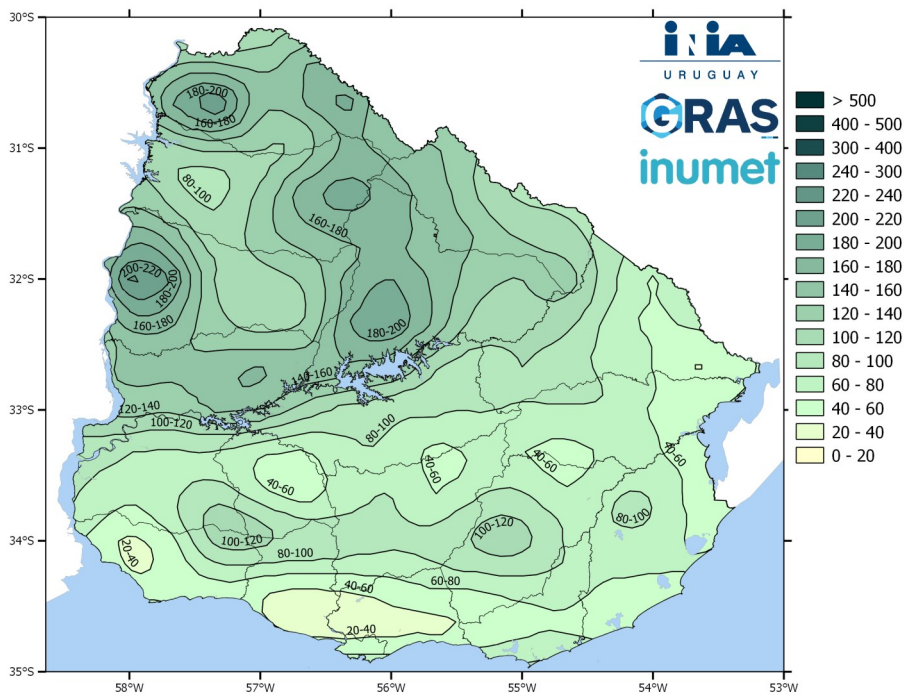 30°S
31°S
32°S
33°S
34°S
35°S
58°W
57°W
56°W
55°W
54°W
53°W
iNiA
URUGUAY
GRAS
inumet
> 500
400 - 500
300 - 400
240 - 300
220 - 240
200 - 220
180 - 200
160 - 180
140 - 160
120 - 140
100 - 120
80 - 100
60 - 80
40 - 60
20 - 40
0 - 20
180-200
160-180
80-100
160-180
200-220
180-200
160-180
180-200
140-160
120-140
100-120
80-100
40-60
40-60
40-60
40-60
80-100
100-120
100-120
20-40
80-100
60-80
40-60
20-40